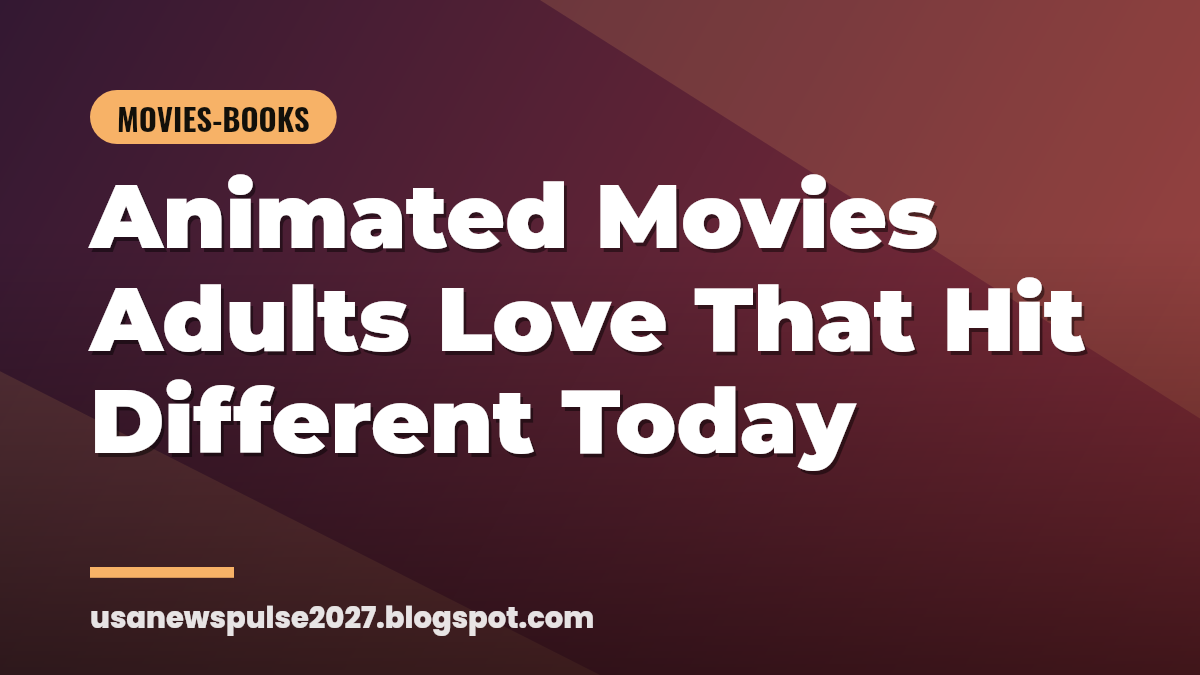 MOVIES-BOOKS
Animated Movies
Adults Love That Hit
Different Today
usanewspulse2027.blogspot.com